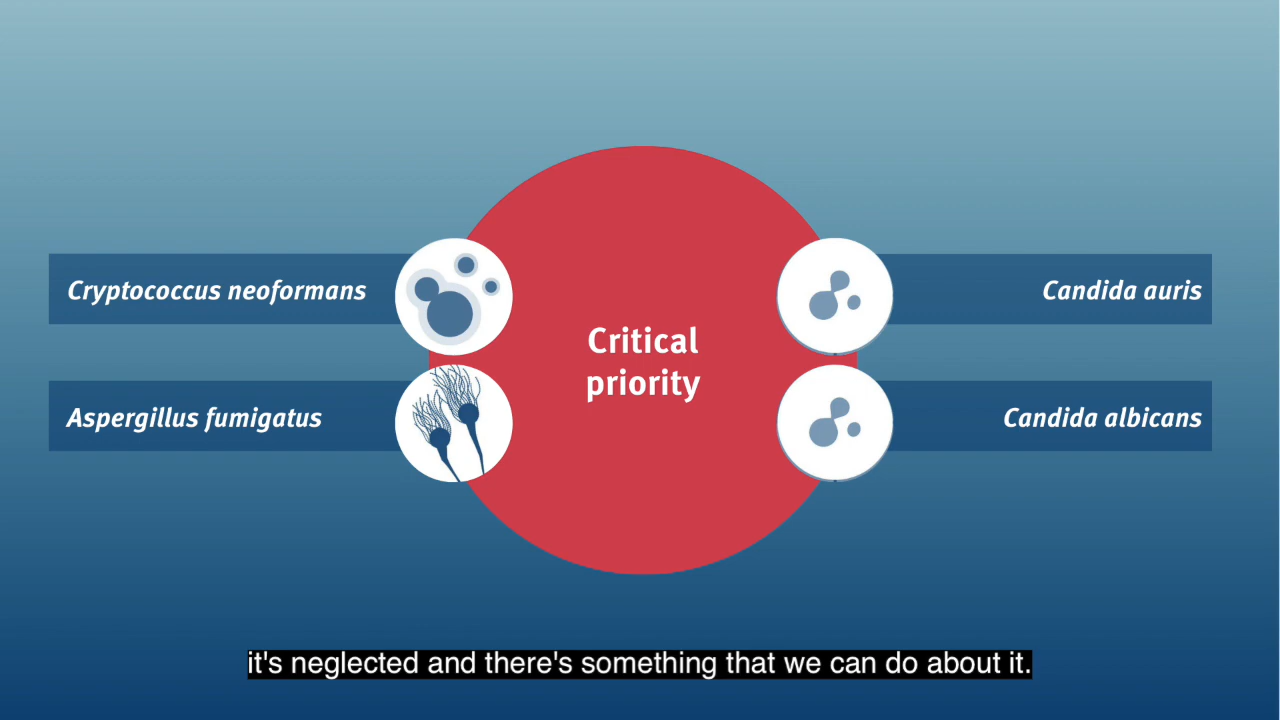 Cryptococcus neoformans
Aspergillus fumigatus
Critical
priority
Candida auris
Candida albicans
it's neglected and there's something that we can do about it.